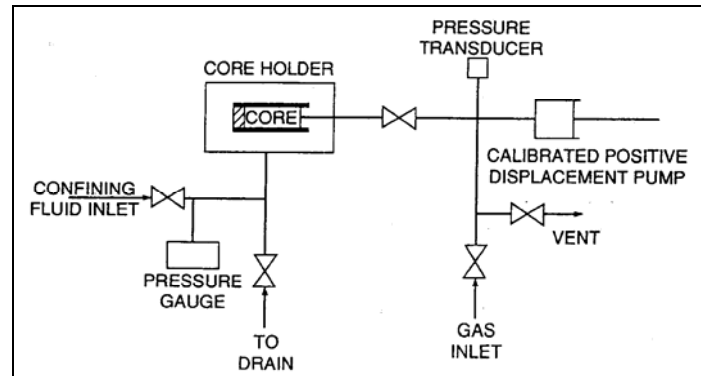 PRESSURE
TRANSDUCER
CORE HOLDER
CORE
CALIBRATED POSITIVE
DISPLACEMENT PUMP
CONFINING
FLUID INLET
VENT
PRESSURE
GAUGE
TO
DRAIN
GAS
INLET